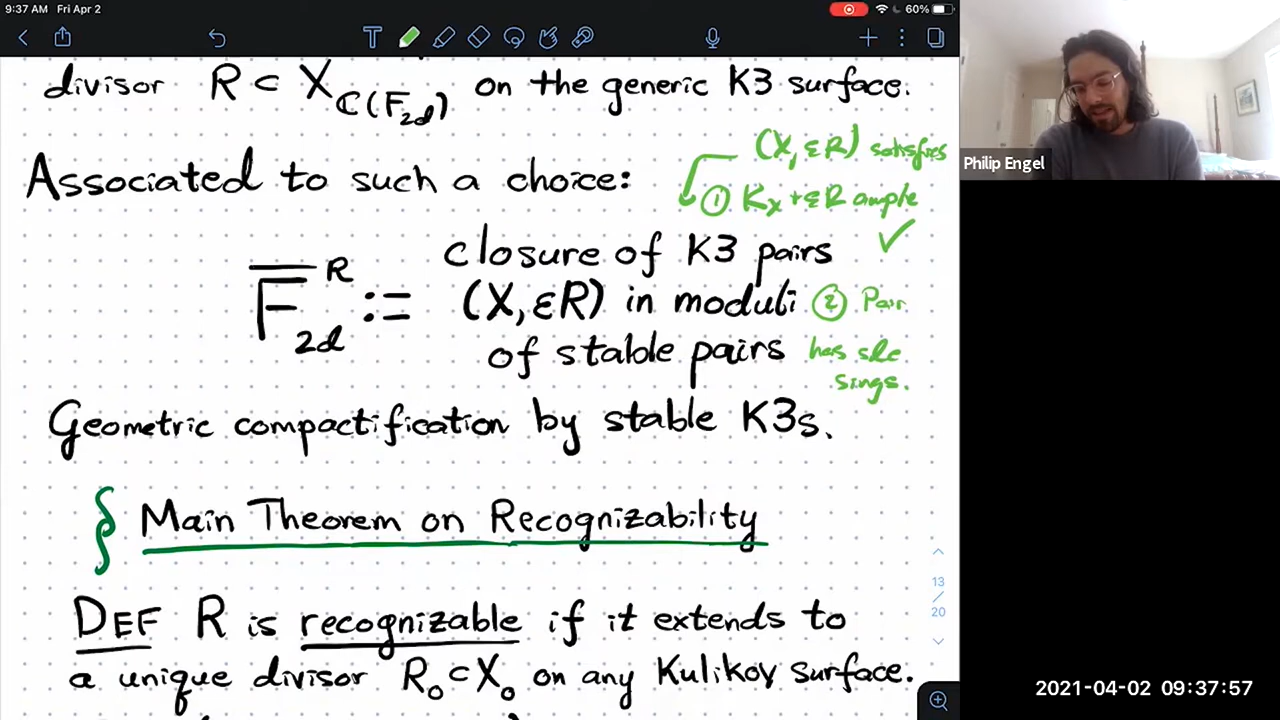 9:37 AM Fri Apr 2
60%
divisor R ⊂ X_{ℂ(F_{2d})} on the generic K3 surface.
Associated to such a choice:
(X, εR) satisfies
① K_X + εR ample ✓
F̅_{2d}^R := closure of K3 pairs
(X, εR) in moduli
of stable pairs
② Pair
has slc
sings.
Geometric compactification by stable K3s.
§ Main Theorem on Recognizability
DEF R is recognizable if it extends to
a unique divisor R₀ ⊂ X₀ on any Kulikov surface.
13
/
20
Philip Engel
2021-04-02 09:37:57